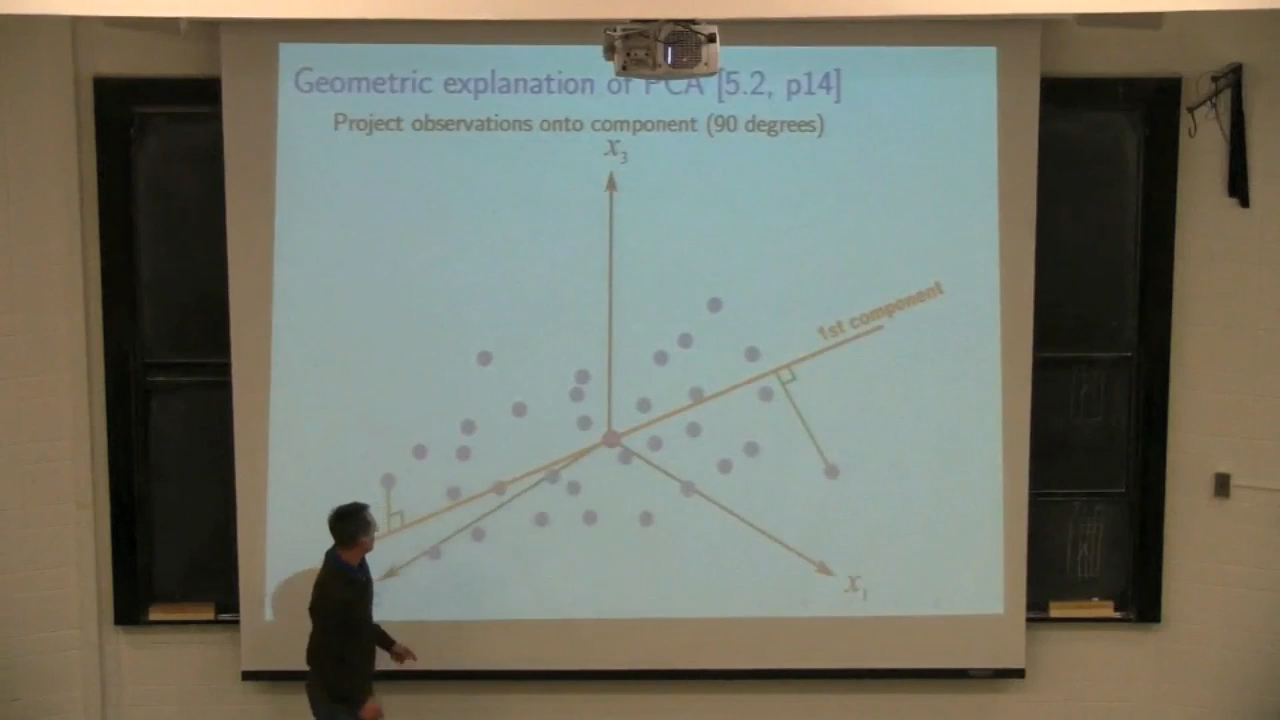 Geometric explanation of PCA [5.2, p14]
Project observations onto component (90 degrees)
x₃
1st component
x₁